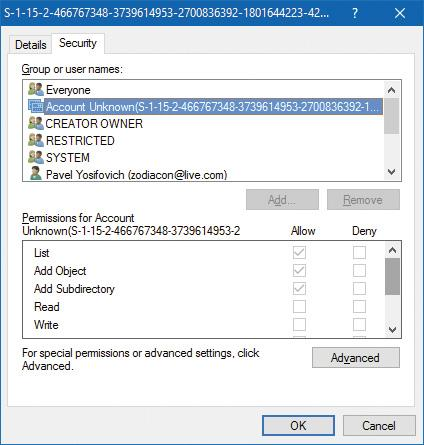 S-1-15-2-466767348-3739614953-2700836392-1801644223-42...
Details
Security
Group or user names:
Everyone
Account Unknown(S-1-15-2-466767348-3739614953-2700836392-1...
CREATOR OWNER
RESTRICTED
SYSTEM
Pavel Yosifovich (zodiacon@live.com)
Add...
Remove
Permissions for Account
Unknown(S-1-15-2-466767348-3739614953-2
Allow
Deny
List
Add Object
Add Subdirectory
Read
Write
For special permissions or advanced settings, click
Advanced.
Advanced
OK
Cancel